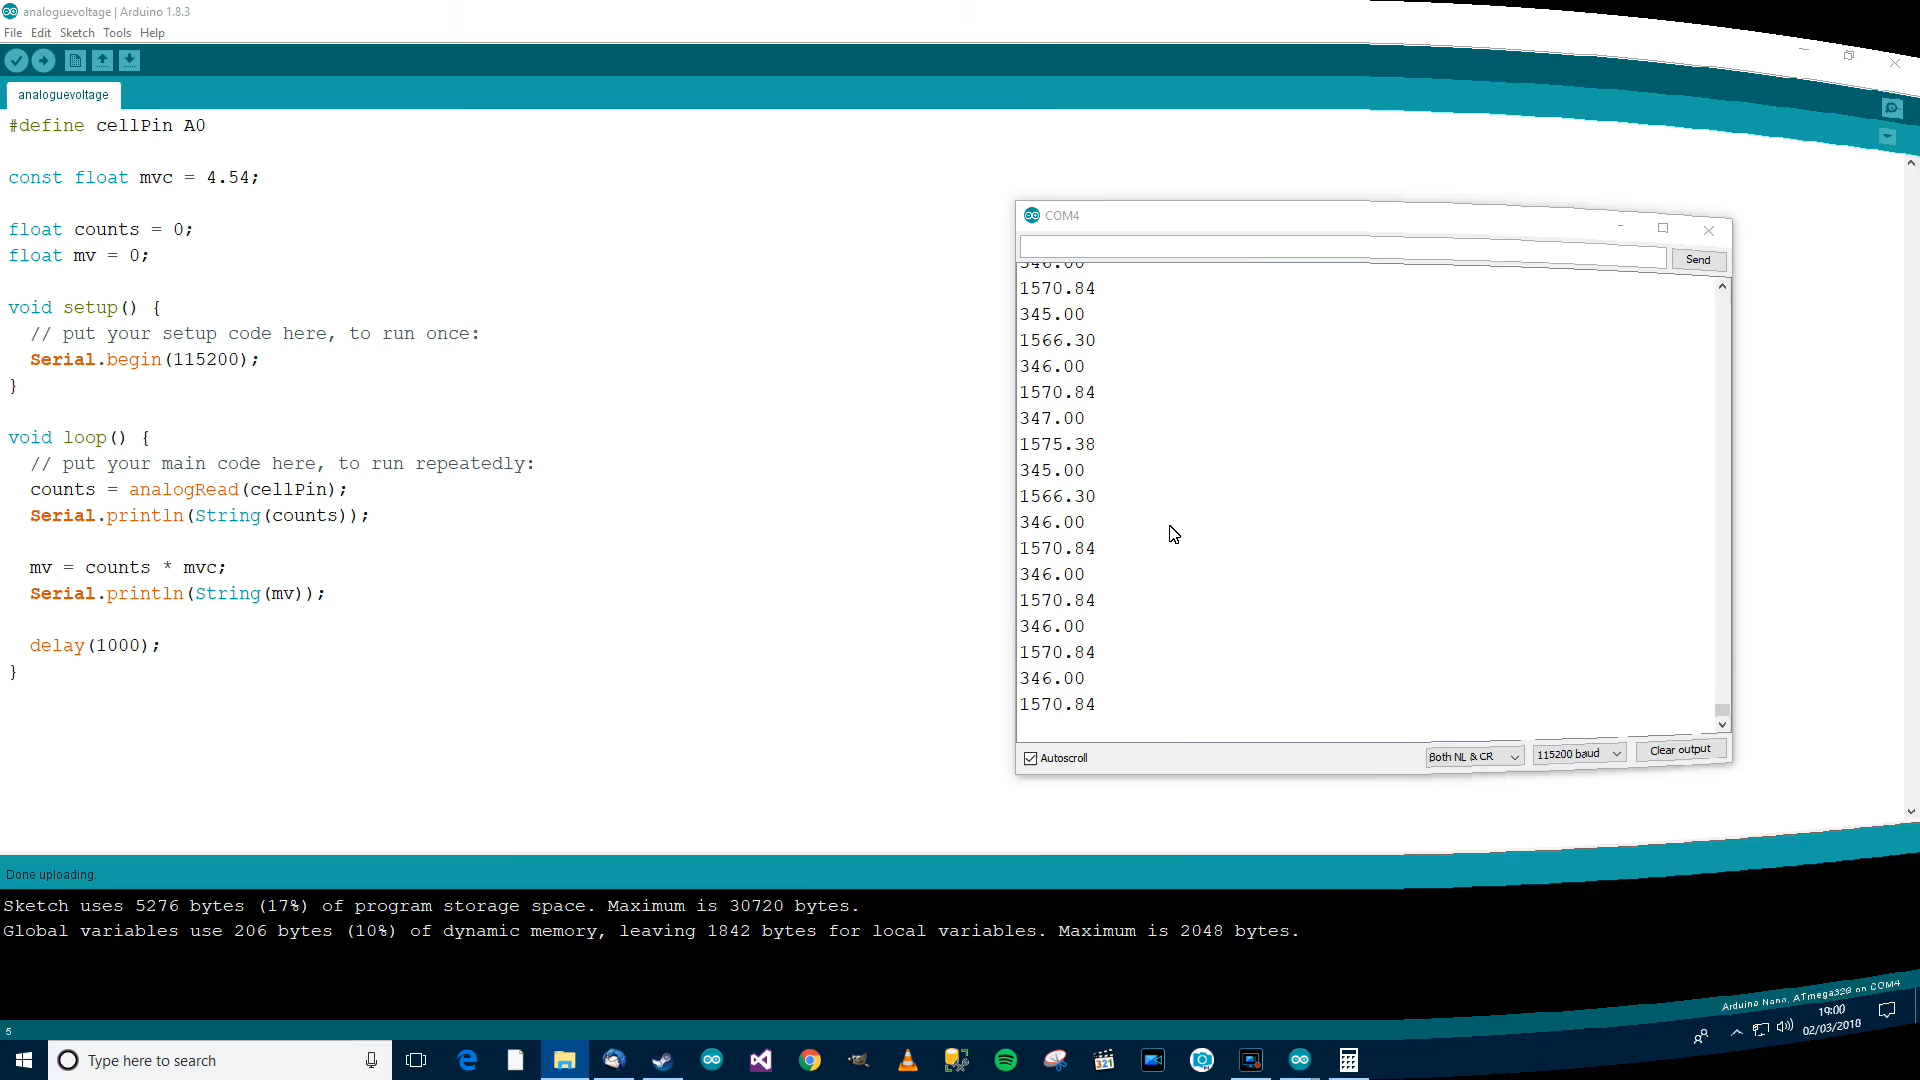 analoguevoltage | Arduino 1.8.3
File Edit Sketch Tools Help
analoguevoltage
#define cellPin A0
const float mvc = 4.54;
float counts = 0;
float mv = 0;
void setup() {
// put your setup code here, to run once:
Serial.begin(115200);
}
void loop() {
// put your main code here, to run repeatedly:
counts = analogRead(cellPin);
Serial.println(String(counts));
mv = counts * mvc;
Serial.println(String(mv));
delay(1000);
}
COM4
Send
346.00
1570.84
345.00
1566.30
346.00
1570.84
347.00
1575.38
345.00
1566.30
346.00
1570.84
346.00
1570.84
346.00
1570.84
346.00
1570.84
Autoscroll
Both NL & CR
115200 baud
Clear output
Done uploading.
Sketch uses 5276 bytes (17%) of program storage space. Maximum is 30720 bytes.
Global variables use 206 bytes (10%) of dynamic memory, leaving 1842 bytes for local variables. Maximum is 2048 bytes.
5
Arduino Nano, ATmega328 on COM4
Type here to search
321
19:00
02/03/2018